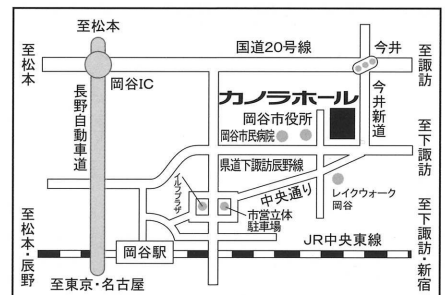 至松本
国道20号線
今井
至松本
至諏訪
岡谷IC
カノラホール
岡谷市役所
岡谷市民病院
今井新道
長野自動車道
至下諏訪
県道下諏訪辰野線
イルフプラザ
中央通り
レイクウォーク
岡谷
市営立体
駐車場
至松本・辰野
岡谷駅
JR中央東線
至下諏訪・新宿
至東京・名古屋